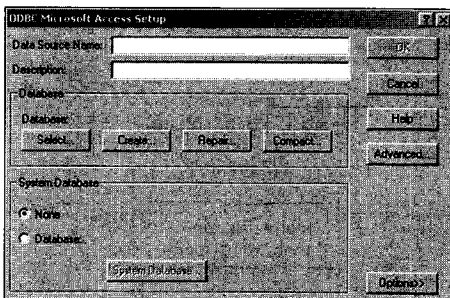 ODBC Microsoft Access Setup
Data Source Name:
OK
Description:
Cancel
Database
Database:
Help
Select...
Create...
Repair...
Compact...
Advanced...
System Database
None
Database:
System Database...
Options>>